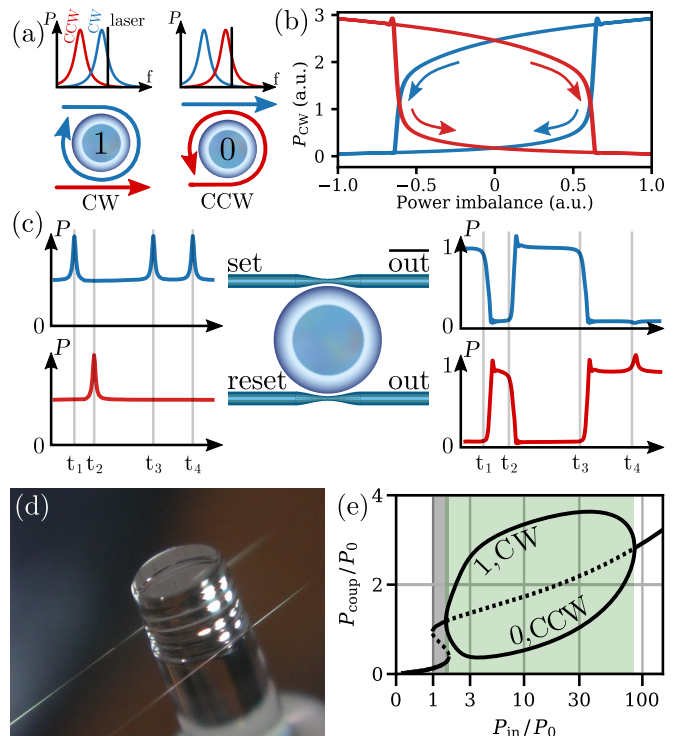 (a)
P
CCW
CW
laser
f
P
f
1
0
CW
CCW
(b)
P_CW (a.u.)
3
2
1
0
−1.0
−0.5
0
0.5
1.0
Power imbalance (a.u.)
(c)
P
0
P
0
t₁
t₂
t₃
t₄
set
out
reset
out
P
1
0
P
1
0
t₁
t₂
t₃
t₄
(d)
(e)
P_coup/P₀
4
2
0
1,CW
0,CCW
0
1
3
10
30
100
P_in/P₀